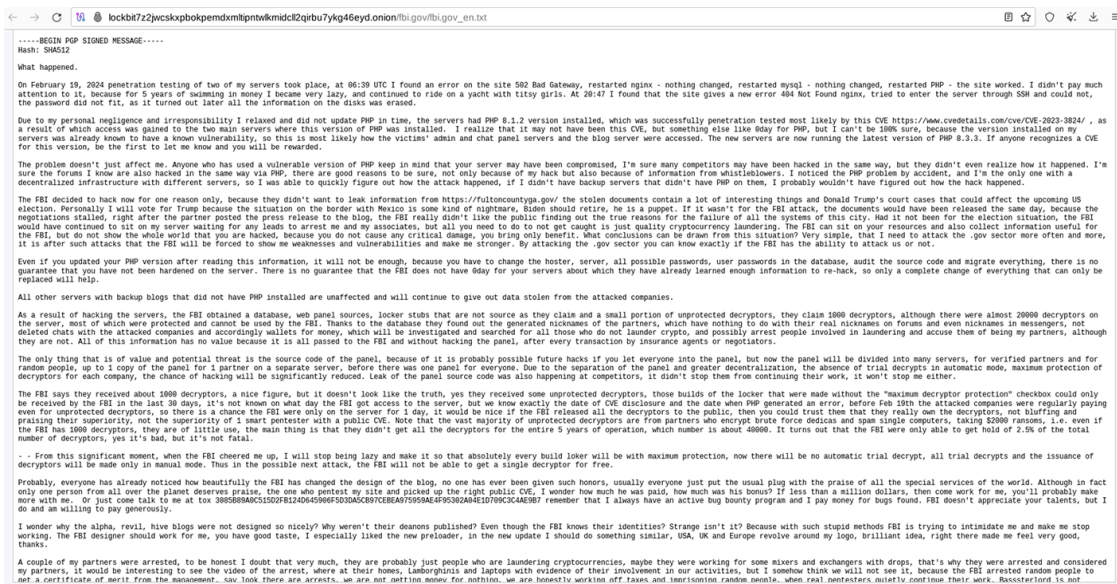 lockbit7z2jwcskxpbokpemdxmltipntwlkmidcll2qirbu7ykg46eyd.onion/fbi.gov/fbi.gov_en.txt
-----BEGIN PGP SIGNED MESSAGE-----
Hash: SHA512
What happened.
On February 19, 2024 penetration testing of two of my servers took place, at 06:39 UTC I found an error on the site 502 Bad Gateway, restarted nginx - nothing changed, restarted mysql - nothing changed, restarted PHP - the site worked. I didn't pay much
attention to it, because for 5 years of swimming in money I became very lazy, and continued to ride on a yacht with titsy girls. At 20:47 I found that the site gives a new error 404 Not Found nginx, tried to enter the server through SSH and could not,
the password did not fit, as it turned out later all the information on the disks was erased.
Due to my personal negligence and irresponsibility I relaxed and did not update PHP in time, the servers had PHP 8.1.2 version installed, which was successfully penetration tested most likely by this CVE https://www.cvedetails.com/cve/CVE-2023-3824/ , as
a result of which access was gained to the two main servers where this version of PHP was installed. I realize that it may not have been this CVE, but something else like 0day for PHP, but I can't be 100% sure, because the version installed on my
servers was already known to have a known vulnerability, so this is most likely how the victims' admin and chat panel servers and the blog server were accessed. The new servers are now running the latest version of PHP 8.3.3. If anyone recognizes a CVE
for this version, be the first to let me know and you will be rewarded.
The problem doesn't just affect me. Anyone who has used a vulnerable version of PHP keep in mind that your server may have been compromised, I'm sure many competitors may have been hacked in the same way, but they didn't even realize how it happened. I'm
sure the forums I know are also hacked in the same way via PHP, there are good reasons to be sure, not only because of my hack but also because of information from whistleblowers. I noticed the PHP problem by accident, and I'm the only one with a
decentralized infrastructure with different servers, so I was able to quickly figure out how the attack happened, if I didn't have backup servers that didn't have PHP on them, I probably wouldn't have figured out how the hack happened.
The FBI decided to hack now for one reason only, because they didn't want to leak information from https://fultoncountyga.gov/ the stolen documents contain a lot of interesting things and Donald Trump's court cases that could affect the upcoming US
election. Personally I will vote for Trump because the situation on the border with Mexico is some kind of nightmare, Biden should retire, he is a puppet. If it wasn't for the FBI attack, the documents would have been released the same day, because the
negotiations stalled, right after the partner posted the press release to the blog, the FBI really didn't like the public finding out the true reasons for the failure of all the systems of this city. Had it not been for the election situation, the FBI
would have continued to sit on my server waiting for any leads to arrest me and my associates, but all you need to do to not get caught is just quality cryptocurrency laundering. The FBI can sit on your resources and also collect information useful for
the FBI, but do not show the whole world that you are hacked, because you do not cause any critical damage, you bring only benefit. What conclusions can be drawn from this situation? Very simple, that I need to attack the .gov sector more often and more,
it is after such attacks that the FBI will be forced to show me weaknesses and vulnerabilities and make me stronger. By attacking the .gov sector you can know exactly if the FBI has the ability to attack us or not.
Even if you updated your PHP version after reading this information, it will not be enough, because you have to change the hoster, server, all possible passwords, user passwords in the database, audit the source code and migrate everything, there is no
guarantee that you have not been hardened on the server. There is no guarantee that the FBI does not have 0day for your servers about which they have already learned enough information to re-hack, so only a complete change of everything that can only be
replaced will help.
All other servers with backup blogs that did not have PHP installed are unaffected and will continue to give out data stolen from the attacked companies.
As a result of hacking the servers, the FBI obtained a database, web panel sources, locker stubs that are not source as they claim and a small portion of unprotected decryptors, they claim 1000 decryptors, although there were almost 20000 decryptors on
the server, most of which were protected and cannot be used by the FBI. Thanks to the database they found out the generated nicknames of the partners, which have nothing to do with their real nicknames on forums and even nicknames in messengers, not
deleted chats with the attacked companies and accordingly wallets for money, which will be investigated and searched for all those who do not launder crypto, and possibly arrest people involved in laundering and accuse them of being my partners, although
they are not. All of this information has no value because it is all passed to the FBI and without hacking the panel, after every transaction by insurance agents or negotiators.
The only thing that is of value and potential threat is the source code of the panel, because of it is probably possible future hacks if you let everyone into the panel, but now the panel will be divided into many servers, for verified partners and for
random people, up to 1 copy of the panel for 1 partner on a separate server, before there was one panel for everyone. Due to the separation of the panel and greater decentralization, the absence of trial decrypts in automatic mode, maximum protection of
decryptors for each company, the chance of hacking will be significantly reduced. Leak of the panel source code was also happening at competitors, it didn't stop them from continuing their work, it won't stop me either.
The FBI says they received about 1000 decryptors, a nice figure, but it doesn't look like the truth, yes they received some unprotected decryptors, those builds of the locker that were made without the "maximum decryptor protection" checkbox could only
be received by the FBI in the last 30 days, it's not known on what day the FBI got access to the server, but we know exactly the date of CVE disclosure and the date when PHP generated an error, before Feb 19th the attacked companies were regularly paying
even for unprotected decryptors, so there is a chance the FBI were only on the server for 1 day, it would be nice if the FBI released all the decryptors to the public, then you could trust them that they really own the decryptors, not bluffing and
praising their superiority, not the superiority of 1 smart pentester with a public CVE. Note that the vast majority of unprotected decryptors are from partners who encrypt brute force dedicas and spam single computers, taking $2000 ransoms, i.e. even if
the FBI has 1000 decryptors, they are of little use, the main thing is that they didn't get all the decryptors for the entire 5 years of operation, which number is about 40000. It turns out that the FBI were only able to get hold of 2.5% of the total
number of decryptors, yes it's bad, but it's not fatal.
- - From this significant moment, when the FBI cheered me up, I will stop being lazy and make it so that absolutely every build loker will be with maximum protection, now there will be no automatic trial decrypt, all trial decrypts and the issuance of
decryptors will be made only in manual mode. Thus in the possible next attack, the FBI will not be able to get a single decryptor for free.
Probably, everyone has already noticed how beautifully the FBI has changed the design of the blog, no one has ever been given such honors, usually everyone just put the usual plug with the praise of all the special services of the world. Although in fact
only one person from all over the planet deserves praise, the one who pentest my site and picked up the right public CVE, I wonder how much he was paid, how much was his bonus? If less than a million dollars, then come work for me, you'll probably make
more with me. Or just come talk to me at tox 3085B89A0C515D2FB124D645906F5D3DA5CB97CEBEEA975959AE4F95302A04E1D709C3C4AE9B7 remember that I always have an active bug bounty program and I pay money for bugs found. FBI doesn't appreciate your talents, but I
do and am willing to pay generously.
I wonder why the alpha, revil, hive blogs were not designed so nicely? Why weren't their deanons published? Even though the FBI knows their identities? Strange isn't it? Because with such stupid methods FBI is trying to intimidate me and make me stop
working. The FBI designer should work for me, you have good taste, I especially liked the new preloader, in the new update I should do something similar, USA, UK and Europe revolve around my logo, brilliant idea, right there made me feel very good,
thanks.
A couple of my partners were arrested, to be honest I doubt that very much, they are probably just people who are laundering cryptocurrencies, maybe they were working for some mixers and exchangers with drops, that's why they were arrested and considered
my partners, it would be interesting to see the video of the arrest, where at their homes, Lamborghinis and laptops with evidence of their involvement in our activities, but I somehow think we will not see it, because the FBI arrested random people to
get a certificate of merit from the management, say look there are arrests, we are not getting money for nothing, we are honestly working off taxes and imprisoning random people, when real pentesters quietly continue their work. Bassterlord is not